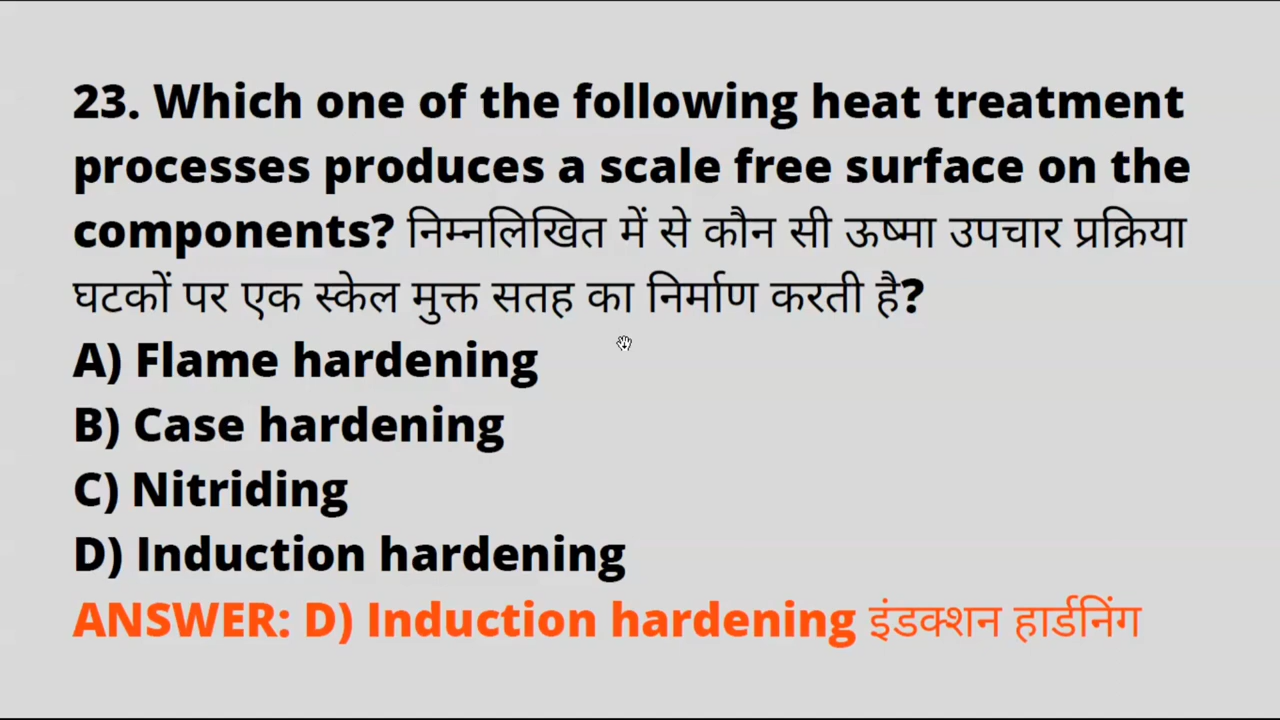 23. Which one of the following heat treatment
processes produces a scale free surface on the
components? निम्नलिखित में से कौन सी ऊष्मा उपचार प्रक्रिया
घटकों पर एक स्केल मुक्त सतह का निर्माण करती है?
A) Flame hardening
B) Case hardening
C) Nitriding
D) Induction hardening
ANSWER: D) Induction hardening इंडक्शन हार्डनिंग